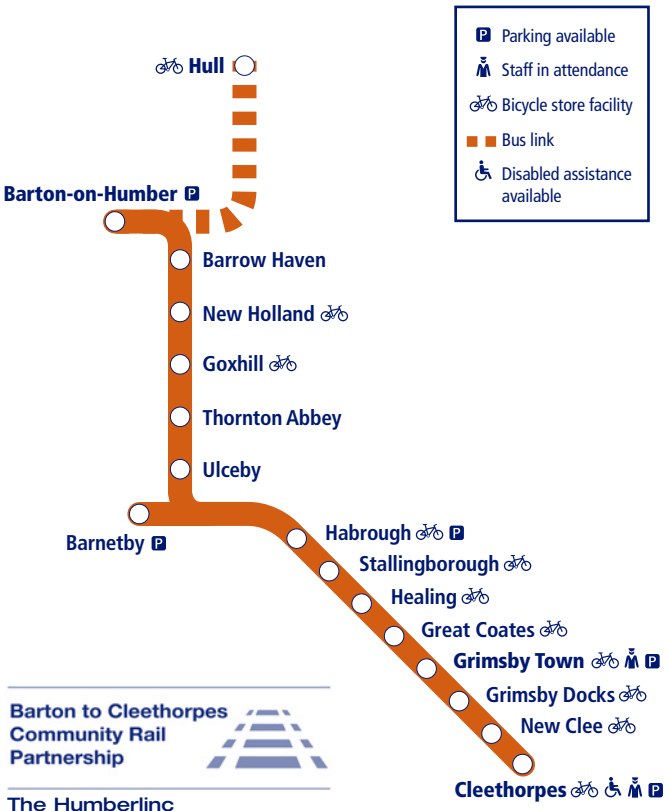 Hull
Parking available
Staff in attendance
Bicycle store facility
Bus link
Disabled assistance
available
Barton-on-Humber P
Barrow Haven
New Holland
Goxhill
Thornton Abbey
Ulceby
Barnetby P
Habrough P
Stallingborough
Healing
Great Coates
Grimsby Town P
Grimsby Docks
New Clee
Cleethorpes P
Barton to Cleethorpes
Community Rail
Partnership
The Humberlinc